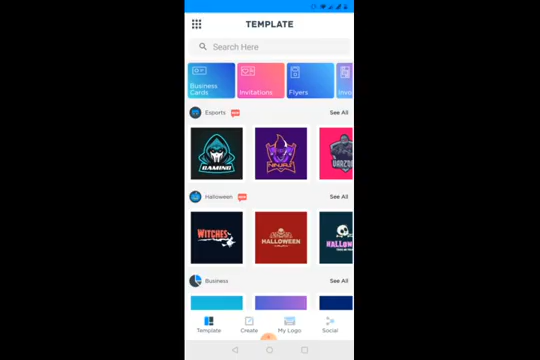 TEMPLATE
Search Here
Business Cards
Invitations
Flyers
Esports
See All
GAMING
NINJA
Halloween
See All
WITCHES
HALLOWEEN
Business
See All
Template
Create
My Logo
Social